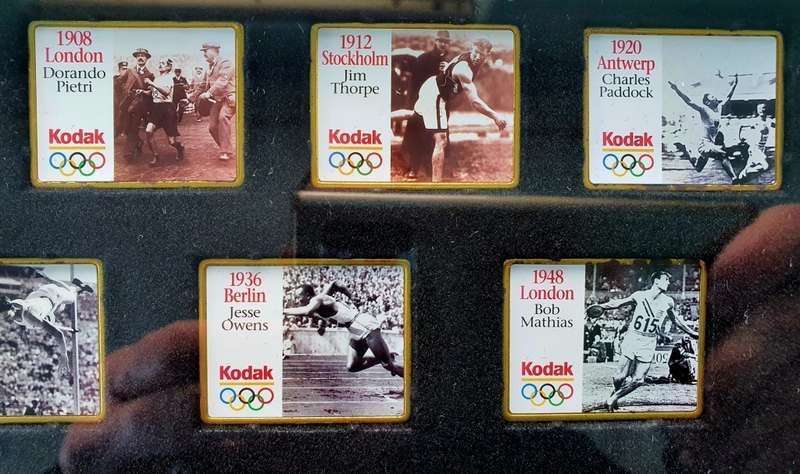 1908
London
Dorando
Pietri
Kodak
1912
Stockholm
Jim
Thorpe
Kodak
1920
Antwerp
Charles
Paddock
Kodak
1936
Berlin
Jesse
Owens
Kodak
1948
London
Bob
Mathias
Kodak
615